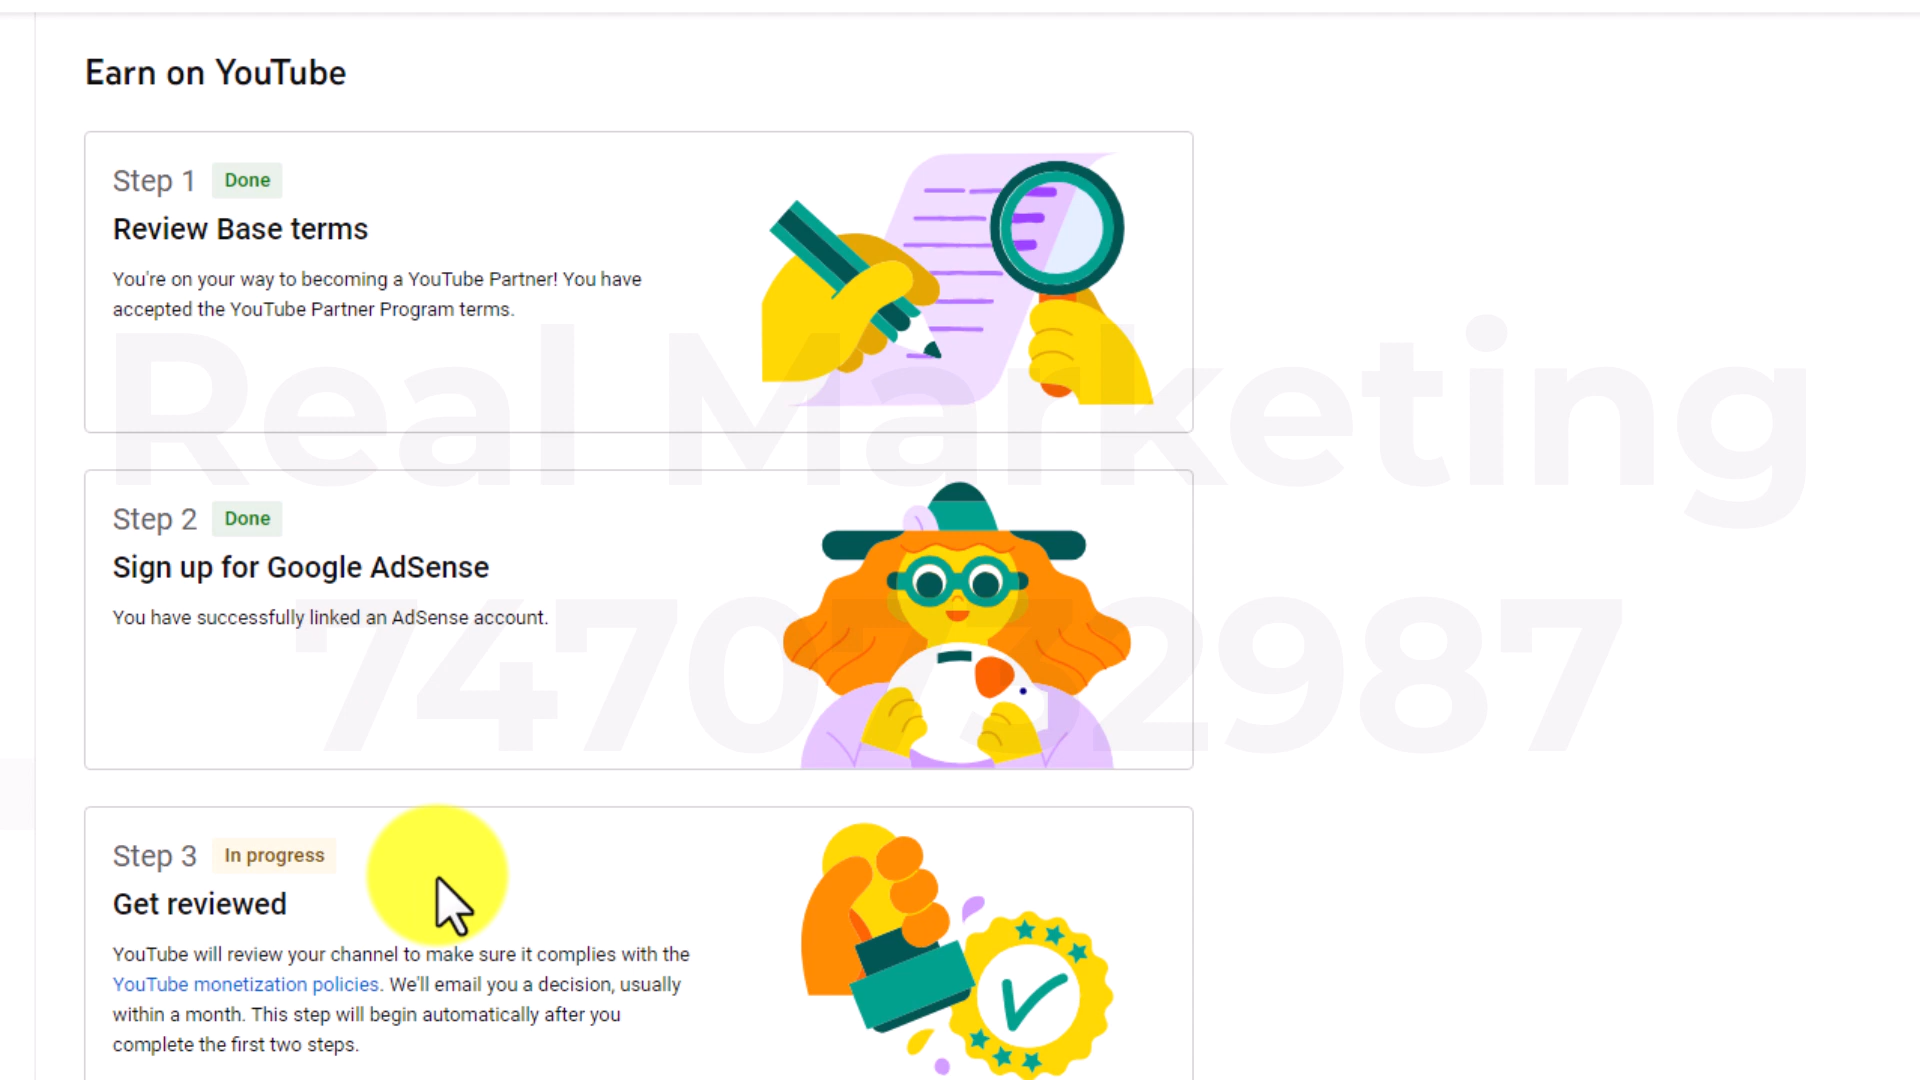 Earn on YouTube
Step 1 Done
Review Base terms
You're on your way to becoming a YouTube Partner! You have
accepted the YouTube Partner Program terms.
Real Marketing
Step 2 Done
Sign up for Google AdSense
You have successfully linked an AdSense account.
7470732987
Step 3 In progress
Get reviewed
YouTube will review your channel to make sure it complies with the
YouTube monetization policies. We'll email you a decision, usually
within a month. This step will begin automatically after you
complete the first two steps.